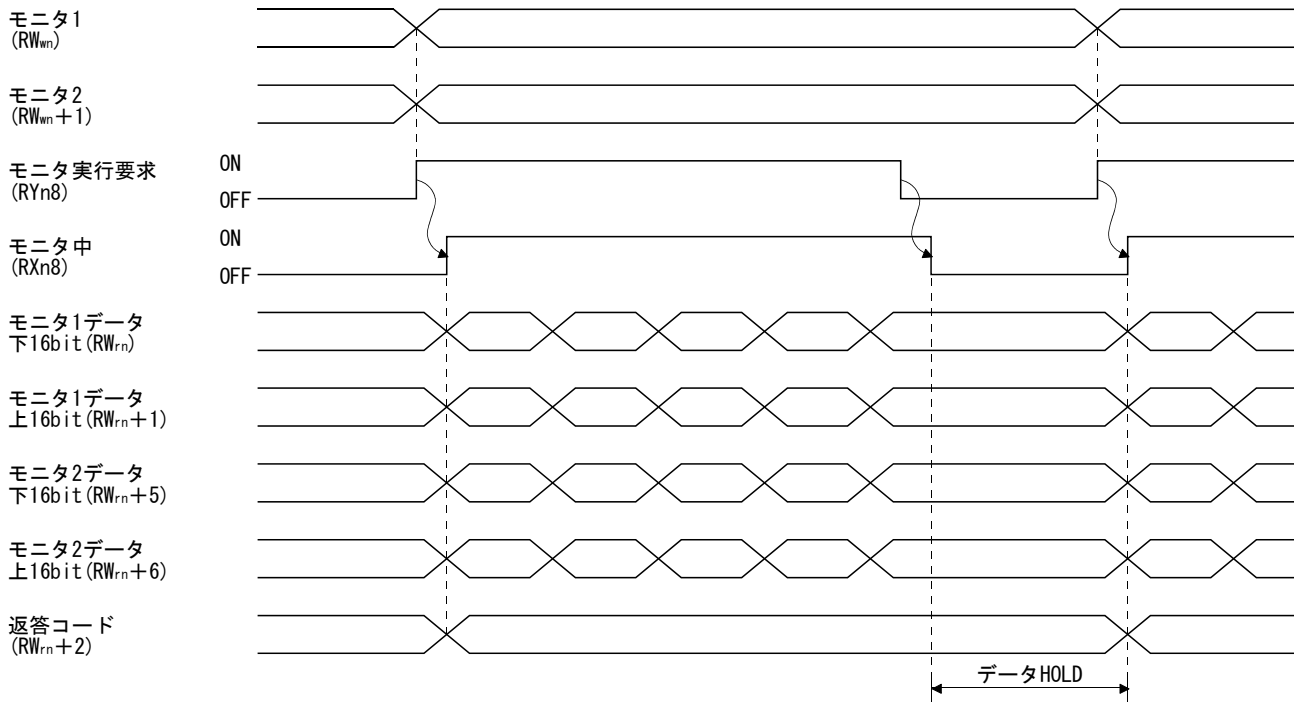 モニタ1
(RWwn)
モニタ2
(RWwn+1)
モニタ実行要求
(RYn8)
ON
OFF
モニタ中
(RXn8)
ON
OFF
モニタ1データ
下16bit(RWrn)
モニタ1データ
上16bit(RWrn+1)
モニタ2データ
下16bit(RWrn+5)
モニタ2データ
上16bit(RWrn+6)
返答コード
(RWrn+2)
データHOLD